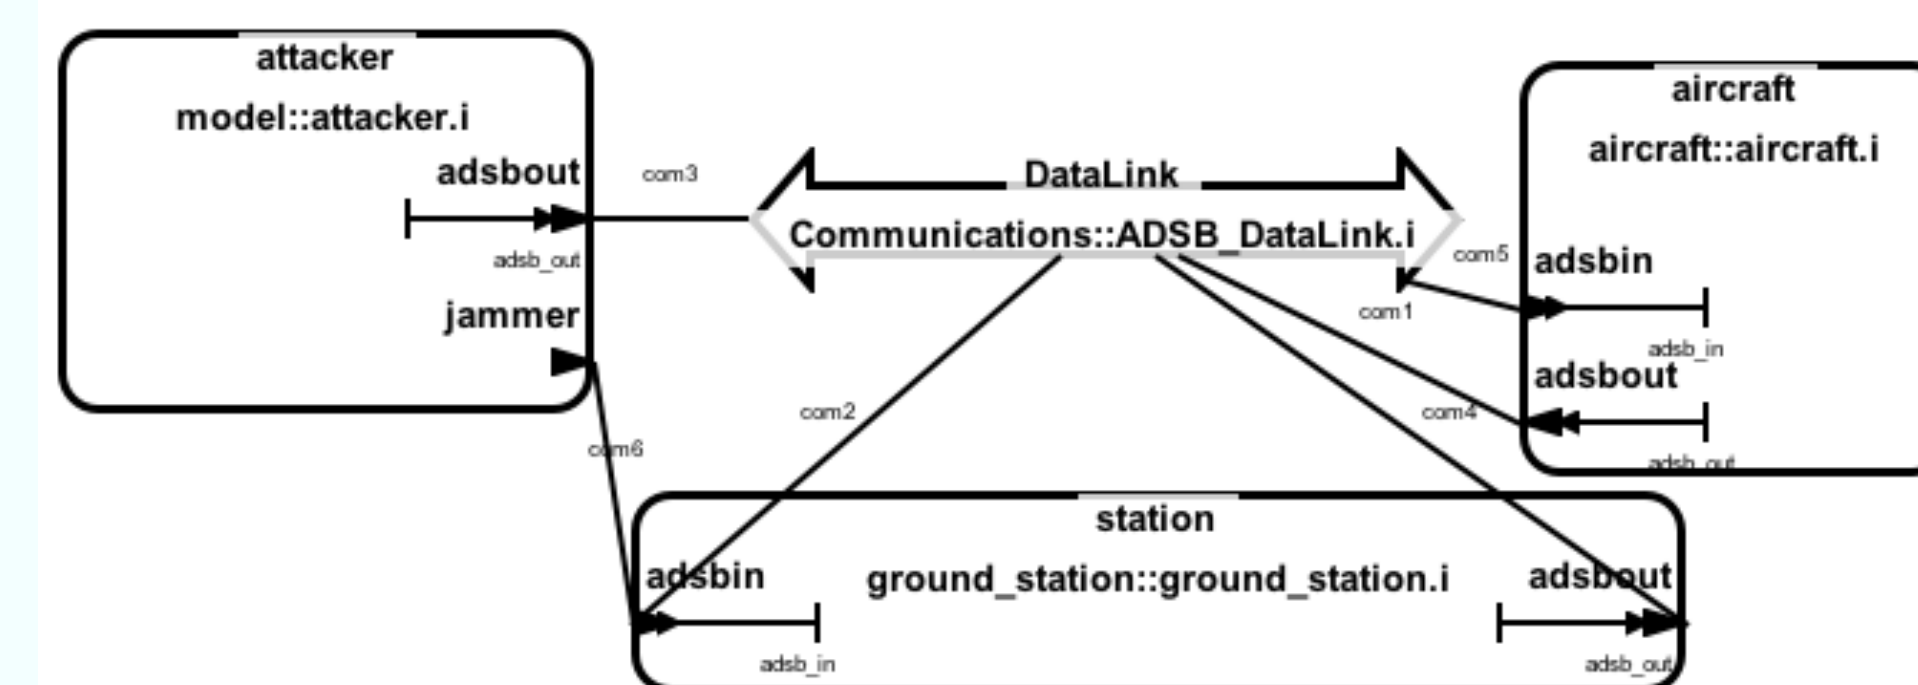 attacker
model::attacker.i
adsbout
adsb_out
jammer
com3
DataLink
Communications::ADSB_DataLink.i
aircraft
aircraft::aircraft.i
com5
adsbin
com1
adsb_in
adsbout
com2
com4
adsb_out
com6
station
adsbin
ground_station::ground_station.i
adsbout
adsb_in
adsb_out